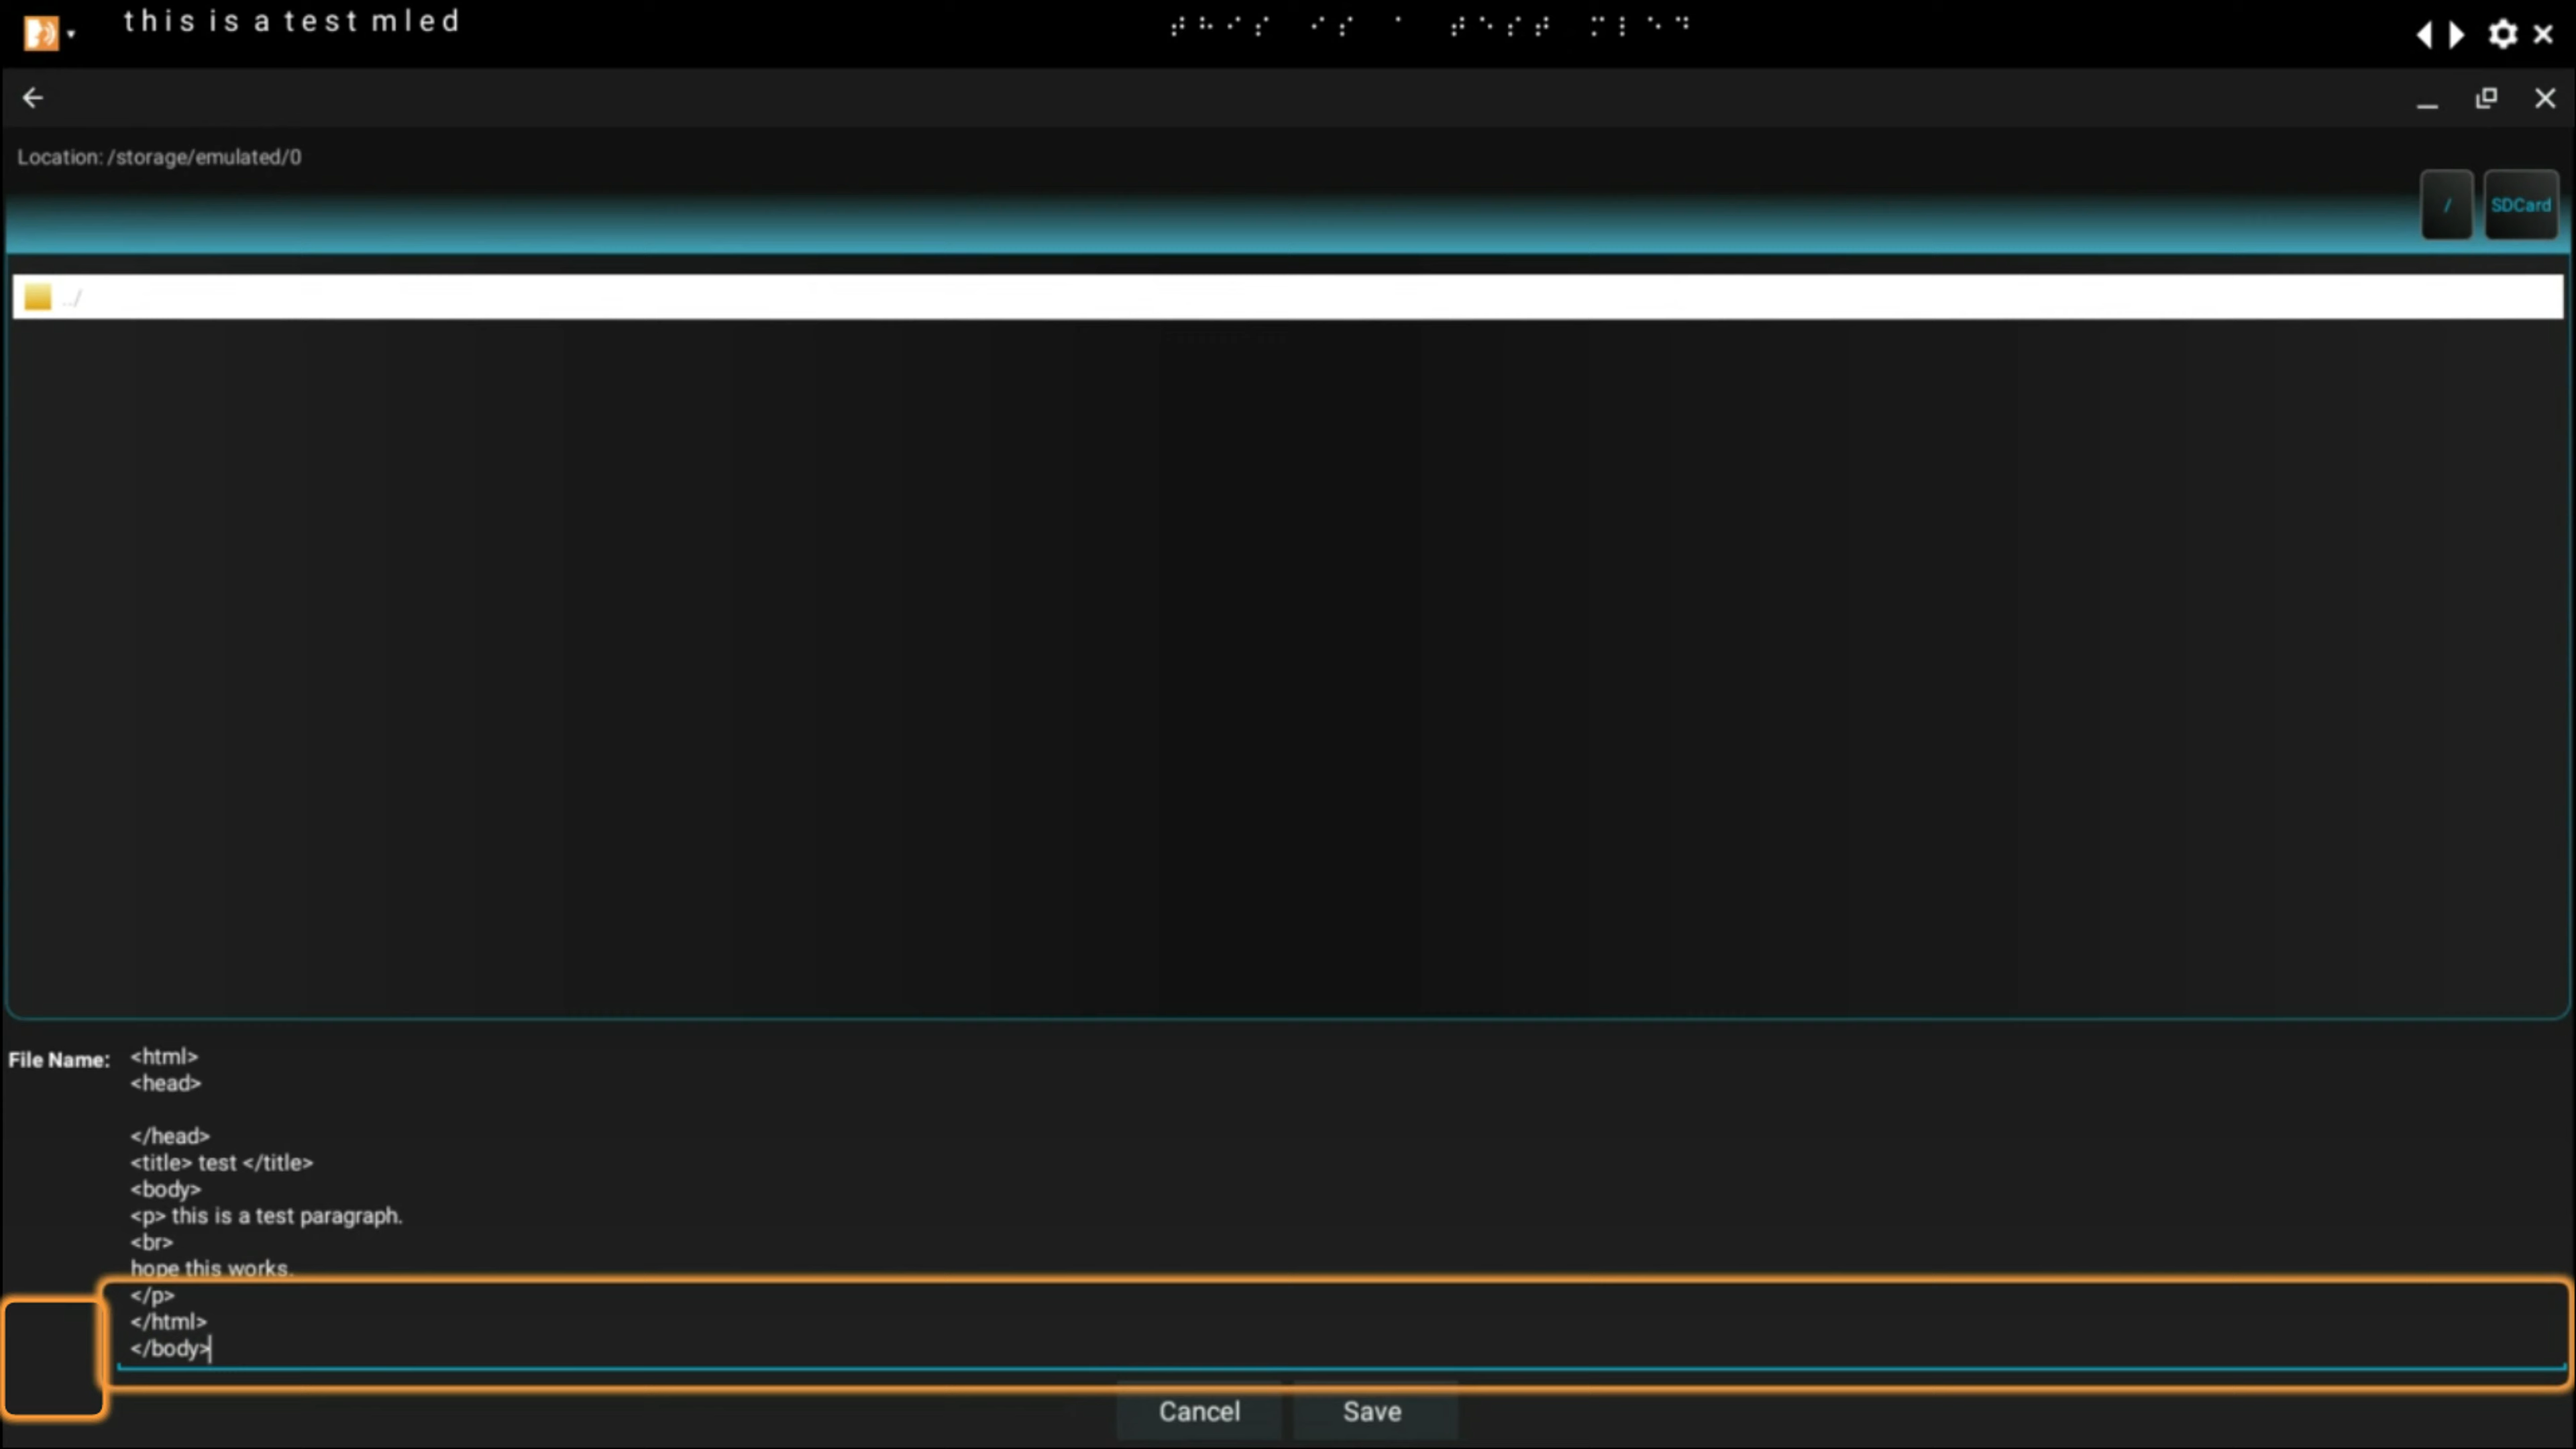 this is a test mled
⠞⠓⠊⠎ ⠊⠎ ⠁ ⠞⠑⠎⠞ ⠍⠇⠑⠙
Location: /storage/emulated/0
/
SDCard
../
File Name:
<html>
<head>
</head>
<title> test </title>
<body>
<p> this is a test paragraph.
<br>
hope this works.
</p>
</html>
</body>
Cancel
Save